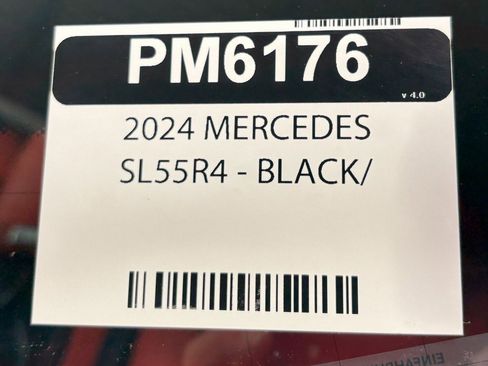 PM6176
v 4.0
2024 MERCEDES
SL55R4 - BLACK/